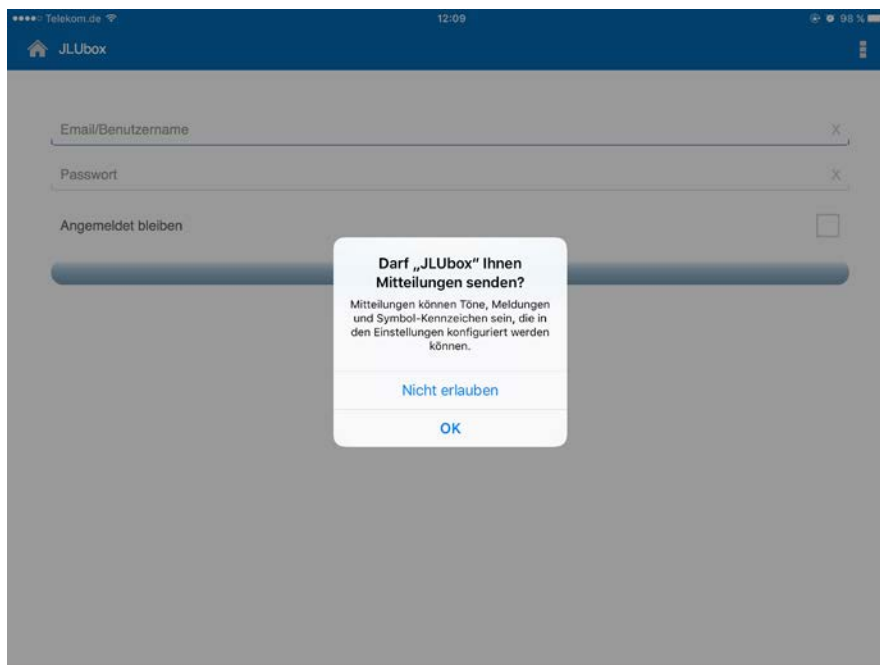 Telekom.de 12:09 98 %
JLUbox
Email/Benutzername X
Passwort X
Angemeldet bleiben
Darf „JLUbox“ Ihnen
Mitteilungen senden?
Mitteilungen können Töne, Meldungen
und Symbol-Kennzeichen sein, die in
den Einstellungen konfiguriert werden
können.
Nicht erlauben
OK